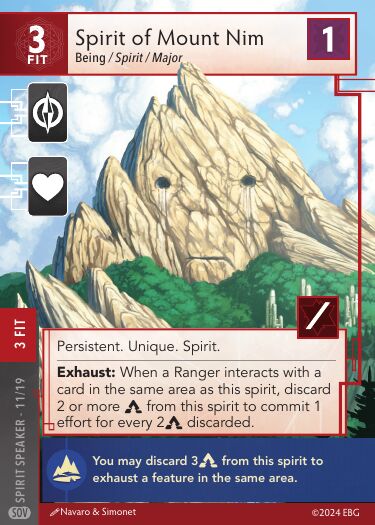 3
FIT
Spirit of Mount Nim
Being / Spirit / Major
1
3 FIT
SPIRIT SPEAKER - 11/19
SOV
Persistent. Unique. Spirit.
Exhaust: When a Ranger interacts with a
card in the same area as this spirit, discard
2 or more from this spirit to commit 1
effort for every 2 discarded.
You may discard 3 from this spirit to
exhaust a feature in the same area.
Navaro & Simonet
©2024 EBG